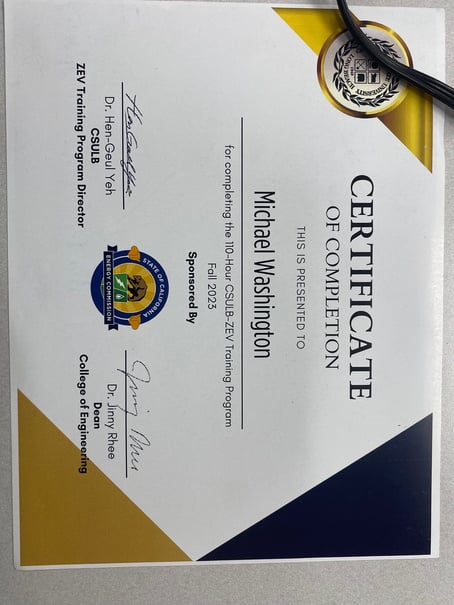 CERTIFICATE
OF COMPLETION
THIS IS PRESENTED TO
Michael Washington
for completing the 110-Hour CSULB-ZEV Training Program
Fall 2023
Sponsored By
Dr. Hen-Geul Yeh
CSULB
ZEV Training Program Director
STATE OF CALIFORNIA
ENERGY COMMISSION
Dr. Jinny Rhee
Dean
College of Engineering